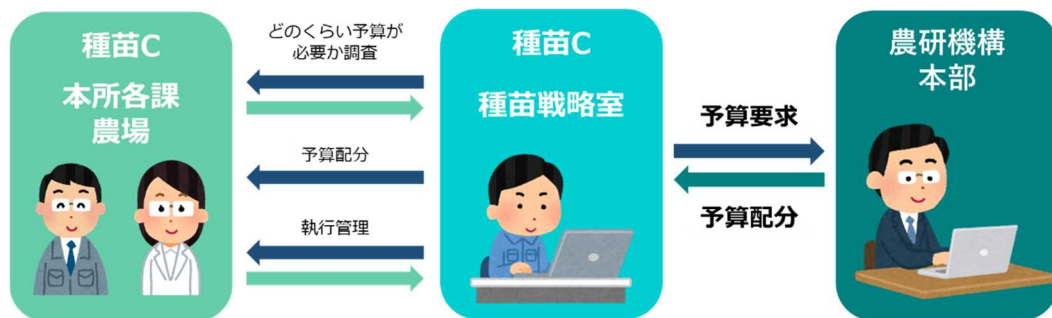 種苗C
本所各課
農場
どのくらい予算が
必要か調査
予算配分
執行管理
種苗C
種苗戦略室
予算要求
予算配分
農研機構
本部